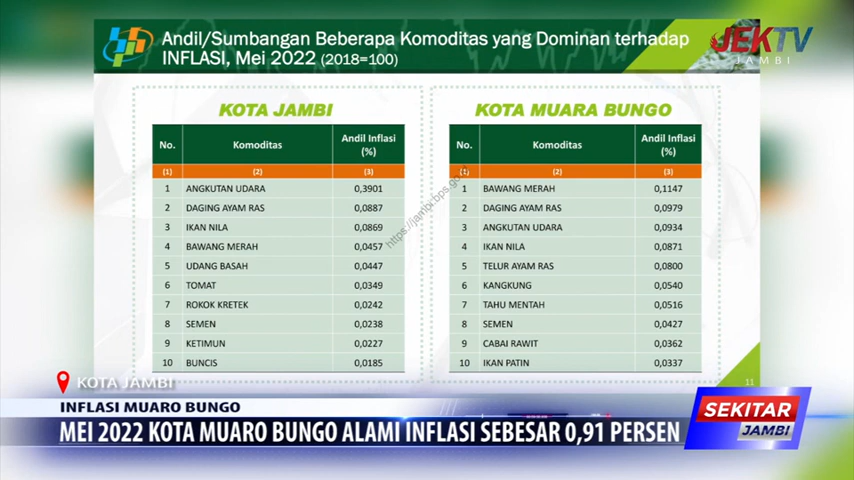 Andil/Sumbangan Beberapa Komoditas yang Dominan terhadap
INFLASI, Mei 2022 (2018=100)
JEKTV
JAMBI
KOTA JAMBI
No. Komoditas Andil Inflasi (%)
(1) (2) (3)
1 ANGKUTAN UDARA 0,3901
2 DAGING AYAM RAS 0,0887
3 IKAN NILA 0,0869
4 BAWANG MERAH 0,0457
5 UDANG BASAH 0,0447
6 TOMAT 0,0349
7 ROKOK KRETEK 0,0242
8 SEMEN 0,0238
9 KETIMUN 0,0227
10 BUNCIS 0,0185
KOTA MUARA BUNGO
No. Komoditas Andil Inflasi (%)
(1) (2) (3)
1 BAWANG MERAH 0,1147
2 DAGING AYAM RAS 0,0979
3 ANGKUTAN UDARA 0,0934
4 IKAN NILA 0,0871
5 TELUR AYAM RAS 0,0800
6 KANGKUNG 0,0540
7 TAHU MENTAH 0,0516
8 SEMEN 0,0427
9 CABAI RAWIT 0,0362
10 IKAN PATIN 0,0337
https://jambi.bps.go.id
11
KOTA JAMBI
INFLASI MUARO BUNGO
MEI 2022 KOTA MUARO BUNGO ALAMI INFLASI SEBESAR 0,91 PERSEN
SEKITAR
JAMBI